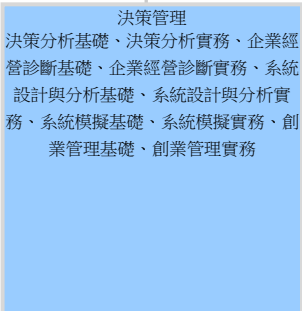 決策管理
決策分析基礎、決策分析實務、企業經
營診斷基礎、企業經營診斷實務、系統
設計與分析基礎、系統設計與分析實
務、系統模擬基礎、系統模擬實務、創
業管理基礎、創業管理實務